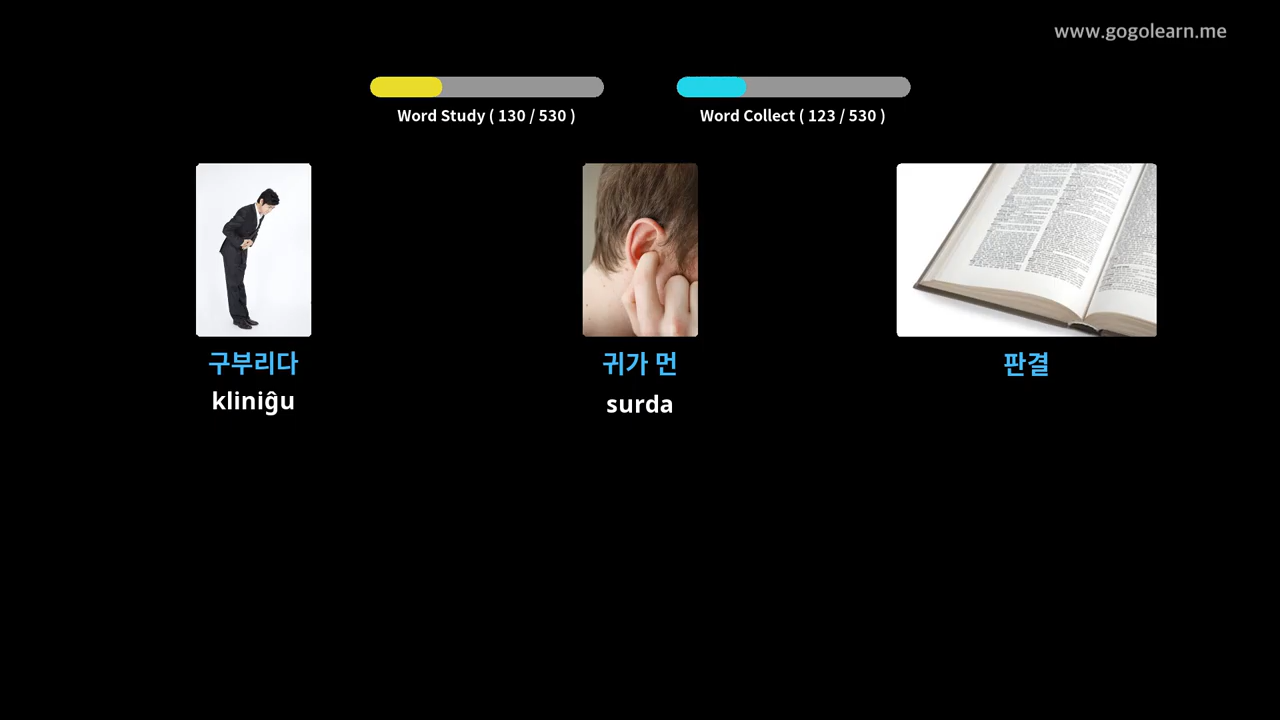 www.gogolearn.me
Word Study ( 130 / 530 )
Word Collect ( 123 / 530 )
구부리다
kliniĝu
귀가 먼
surda
판결